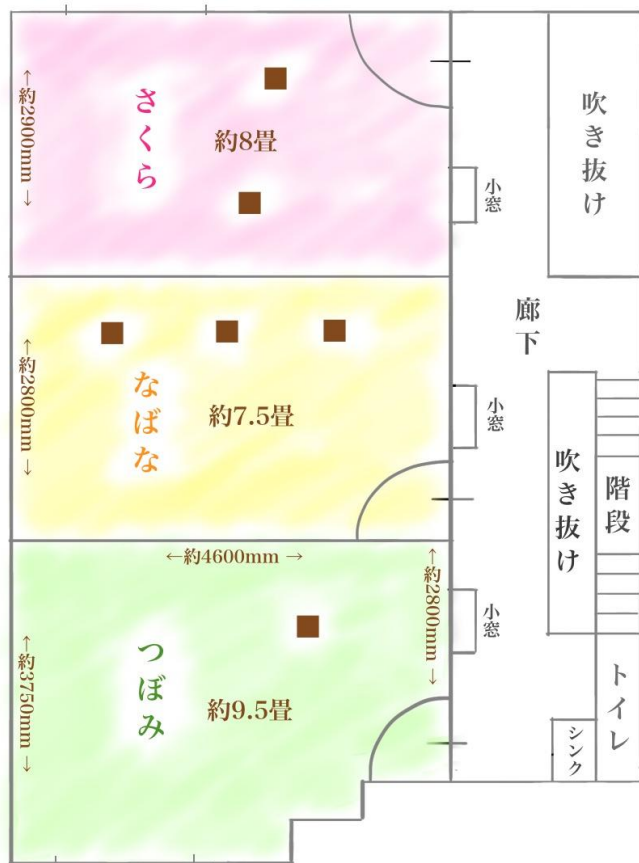 さくら
約8畳
←約2900mm→
小窓
吹き抜け
廊下
なばな
約7.5畳
←約2800mm→
小窓
吹き抜け
階段
←約4600mm→
←約2800mm→
小窓
つぼみ
約9.5畳
←約3750mm→
トイレ
シンク